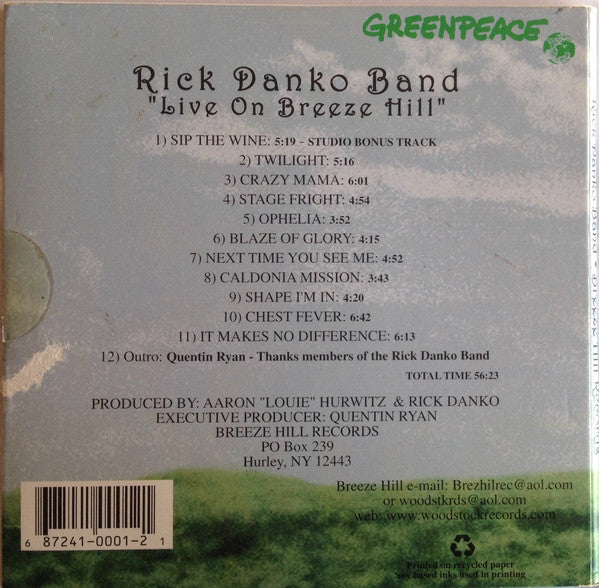 GREENPEACE
Rick Danko Band
"Live On Breeze Hill"
1) SIP THE WINE: 5:19 - STUDIO BONUS TRACK
2) TWILIGHT: 5:16
3) CRAZY MAMA: 6:01
4) STAGE FRIGHT: 4:54
5) OPHELIA: 3:52
6) BLAZE OF GLORY: 4:15
7) NEXT TIME YOU SEE ME: 4:52
8) CALDONIA MISSION: 3:43
9) SHAPE I'M IN: 4:20
10) CHEST FEVER: 6:42
11) IT MAKES NO DIFFERENCE: 6:13
12) Outro: Quentin Ryan - Thanks members of the Rick Danko Band
TOTAL TIME 56:23
PRODUCED BY: AARON "LOUIE" HURWITZ & RICK DANKO
EXECUTIVE PRODUCER: QUENTIN RYAN
BREEZE HILL RECORDS
PO Box 239
Hurley, NY 12443
Breeze Hill e-mail: Brezhilrec@aol.com
or woodstkrds@aol.com
web: www.woodstockrecords.com
6 87241-0001-2 1
Printed on recycled paper
Soy based inks used in printing
Rick Danko Band - Breeze Hill Records